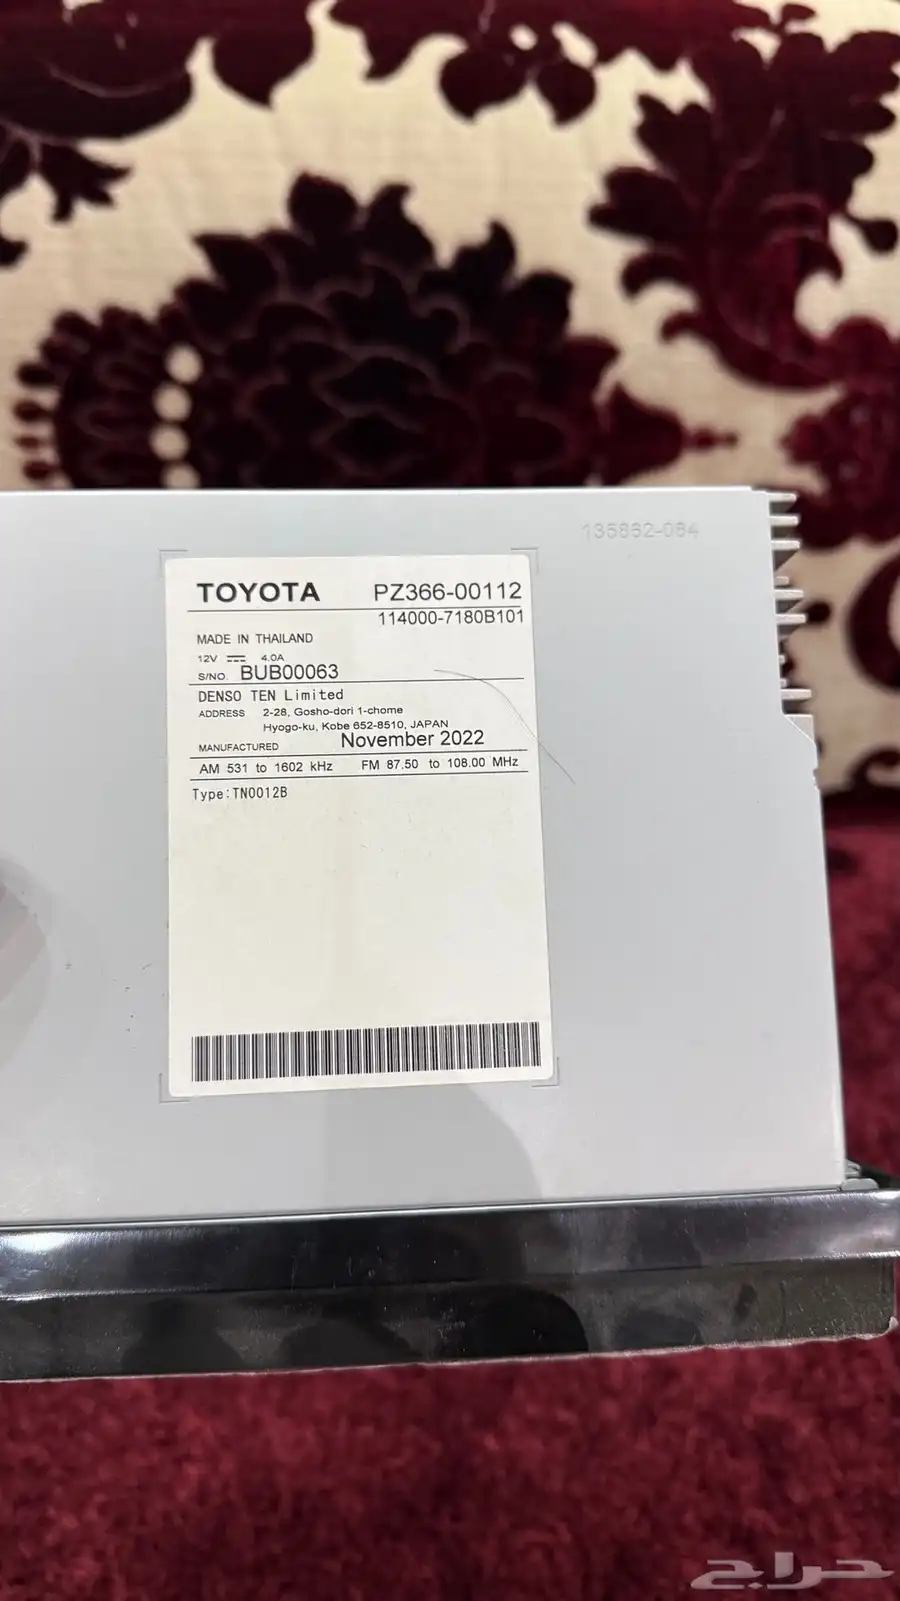 135862-084
TOYOTA PZ366-00112
114000-7180B101
MADE IN THAILAND
12V 4.0A
S/NO. BUB00063
DENSO TEN Limited
ADDRESS 2-28, Gosho-dori 1-chome
Hyogo-ku, Kobe 652-8510, JAPAN
MANUFACTURED November 2022
AM 531 to 1602 kHz FM 87.50 to 108.00 MHz
Type:TN0012B
حراج